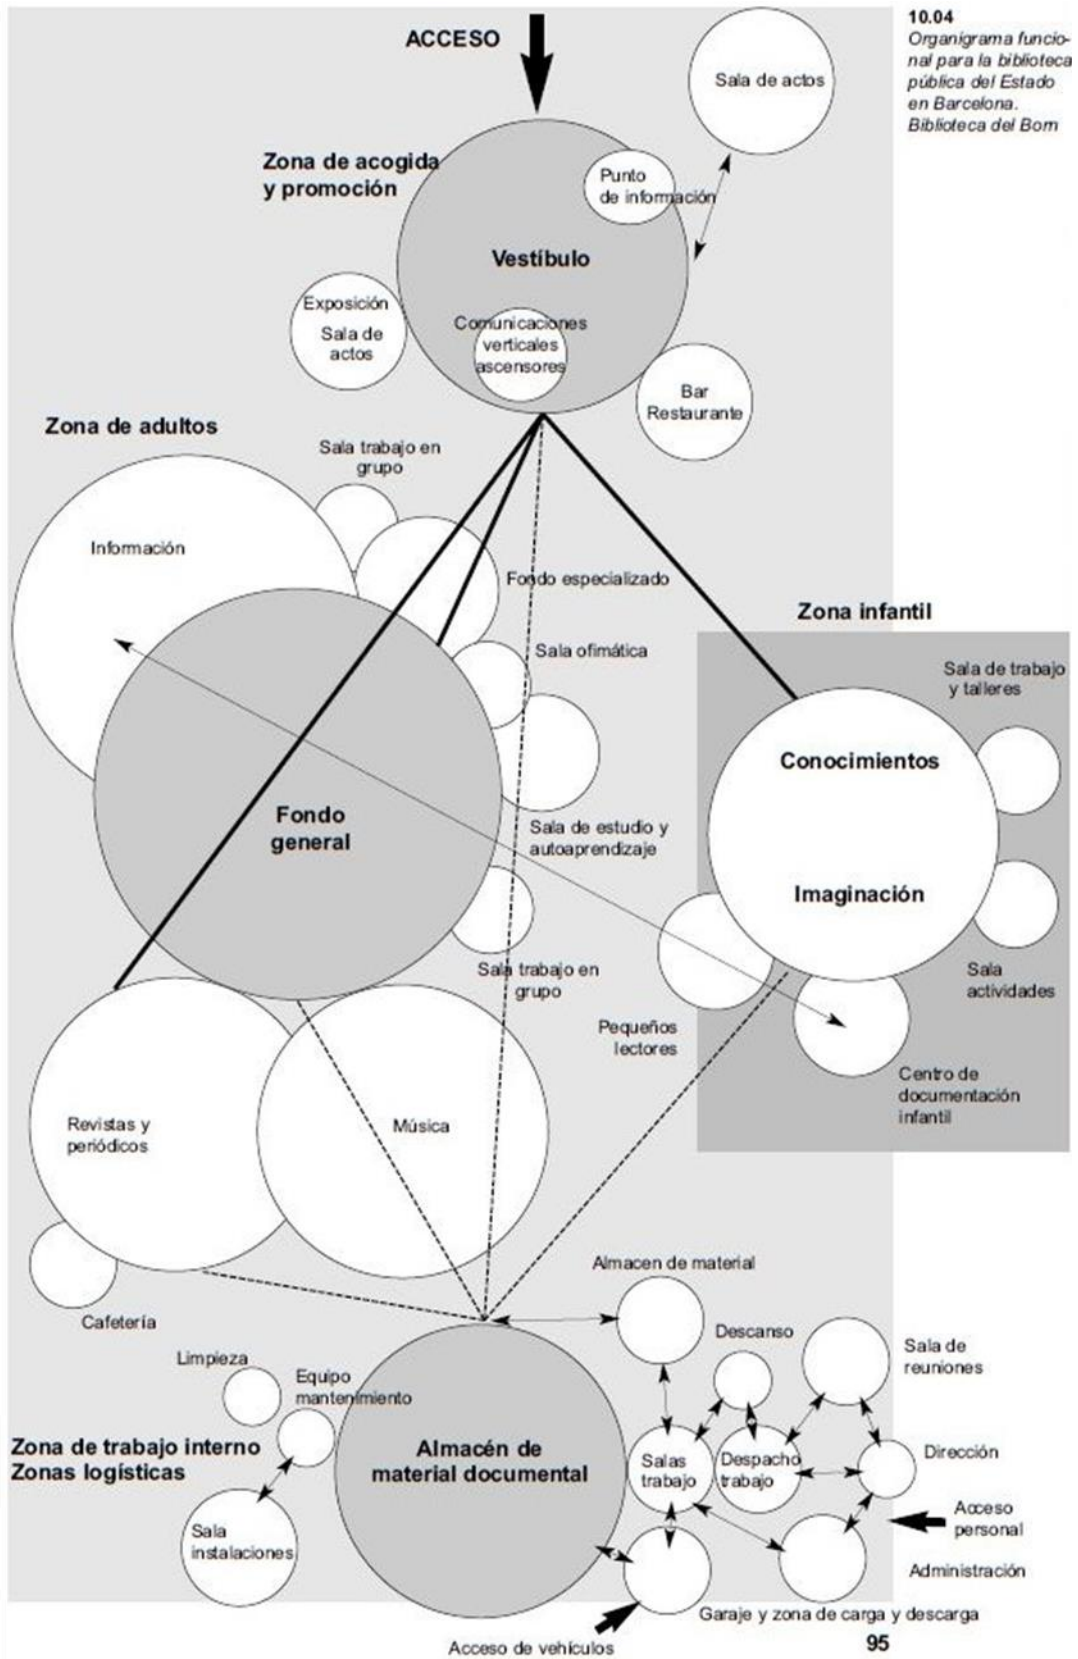 10.04
Organigrama funcio-
nal para la biblioteca
pública del Estado
en Barcelona.
Biblioteca del Born
ACCESO
Sala de actos
Zona de acogida
y promoción
Punto
de información
Vestíbulo
Exposición
Sala de
actos
Comunicaciones
verticales
ascensores
Bar
Restaurante
Zona de adultos
Sala trabajo en
grupo
Información
Fondo especializado
Zona infantil
Sala ofimática
Sala de trabajo
y talleres
Conocimientos
Fondo
general
Sala de estudio y
autoaprendizaje
Imaginación
Sala trabajo en
grupo
Sala
actividades
Pequeños
lectores
Centro de
documentación
infantil
Revistas y
periódicos
Música
Almacen de material
Cafetería
Descanso
Limpieza
Equipo
mantenimiento
Sala de
reuniones
Zona de trabajo interno
Zonas logísticas
Almacén de
material documental
Salas
trabajo
Despacho
trabajo
Dirección
Acceso
personal
Sala
instalaciones
Administración
Garaje y zona de carga y descarga
Acceso de vehículos
95